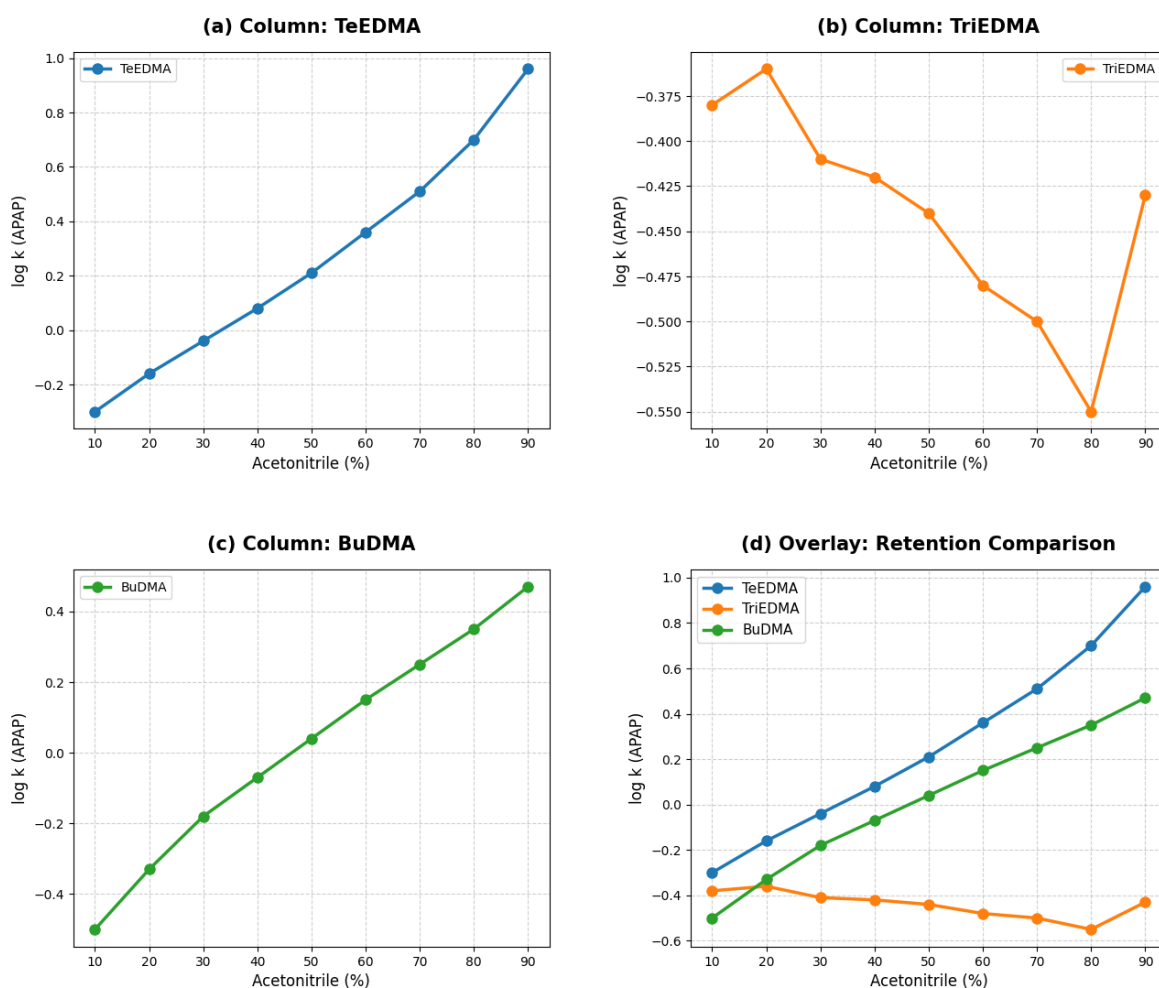 (a) Column: TeEDMA
TeEDMA
1.0
0.8
0.6
0.4
0.2
0.0
−0.2
log k (APAP)
10 20 30 40 50 60 70 80 90
Acetonitrile (%)
(b) Column: TriEDMA
TriEDMA
−0.375
−0.400
−0.425
−0.450
−0.475
−0.500
−0.525
−0.550
log k (APAP)
10 20 30 40 50 60 70 80 90
Acetonitrile (%)
(c) Column: BuDMA
BuDMA
0.4
0.2
0.0
−0.2
−0.4
log k (APAP)
10 20 30 40 50 60 70 80 90
Acetonitrile (%)
(d) Overlay: Retention Comparison
TeEDMA
TriEDMA
BuDMA
1.0
0.8
0.6
0.4
0.2
0.0
−0.2
−0.4
−0.6
log k (APAP)
10 20 30 40 50 60 70 80 90
Acetonitrile (%)